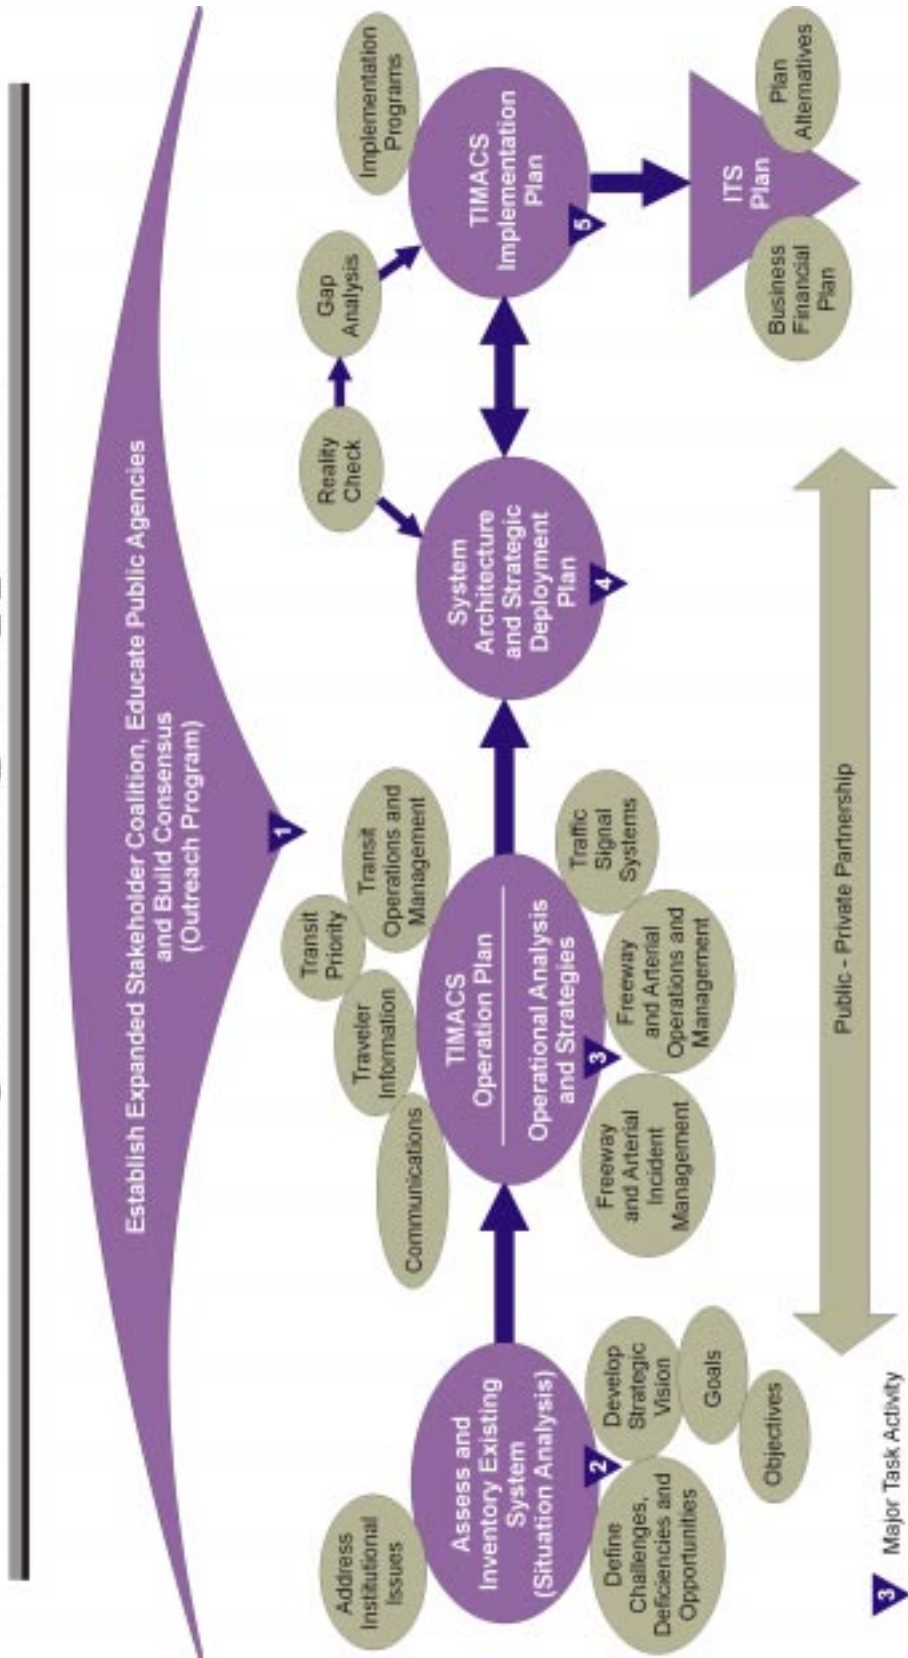 Establish Expanded Stakeholder Coalition, Educate Public Agencies
and Build Consensus
(Outreach Program)
1
Address
Institutional
Issues
Assess and
Inventory Existing
System
(Situation Analysis)
2
Define
Challenges,
Deficiencies and
Opportunities
Develop
Strategic
Vision
Goals
Objectives
Communications
Traveler
Information
Transit
Priority
Transit
Operations and
Management
TIMACS
Operation Plan
Operational Analysis
and Strategies
3
Freeway
and Arterial
Incident
Management
Freeway
and Arterial
Operations and
Management
Traffic
Signal
Systems
System
Architecture
and Strategic
Deployment
Plan
4
Reality
Check
Gap
Analysis
Implementation
Programs
TIMACS
Implementation
Plan
5
ITS
Plan
Business
Financial
Plan
Plan
Alternatives
Public - Private Partnership
3 Major Task Activity